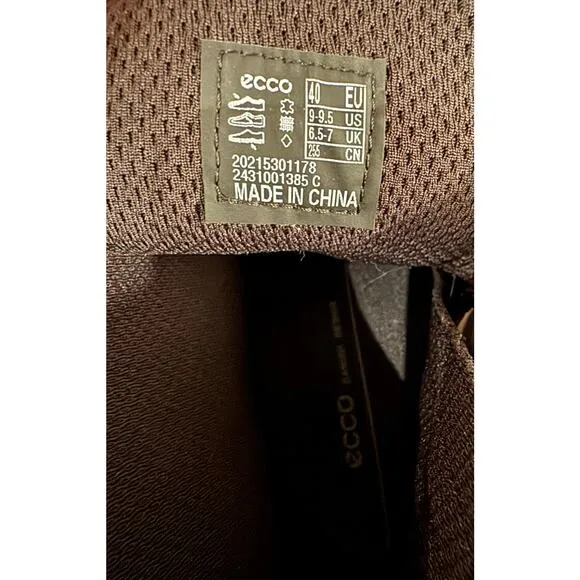 ecco
40 EU
9-9.5 US
6.5-7 UK
255 CN
20215301178
2431001385 C
MADE IN CHINA
ecco